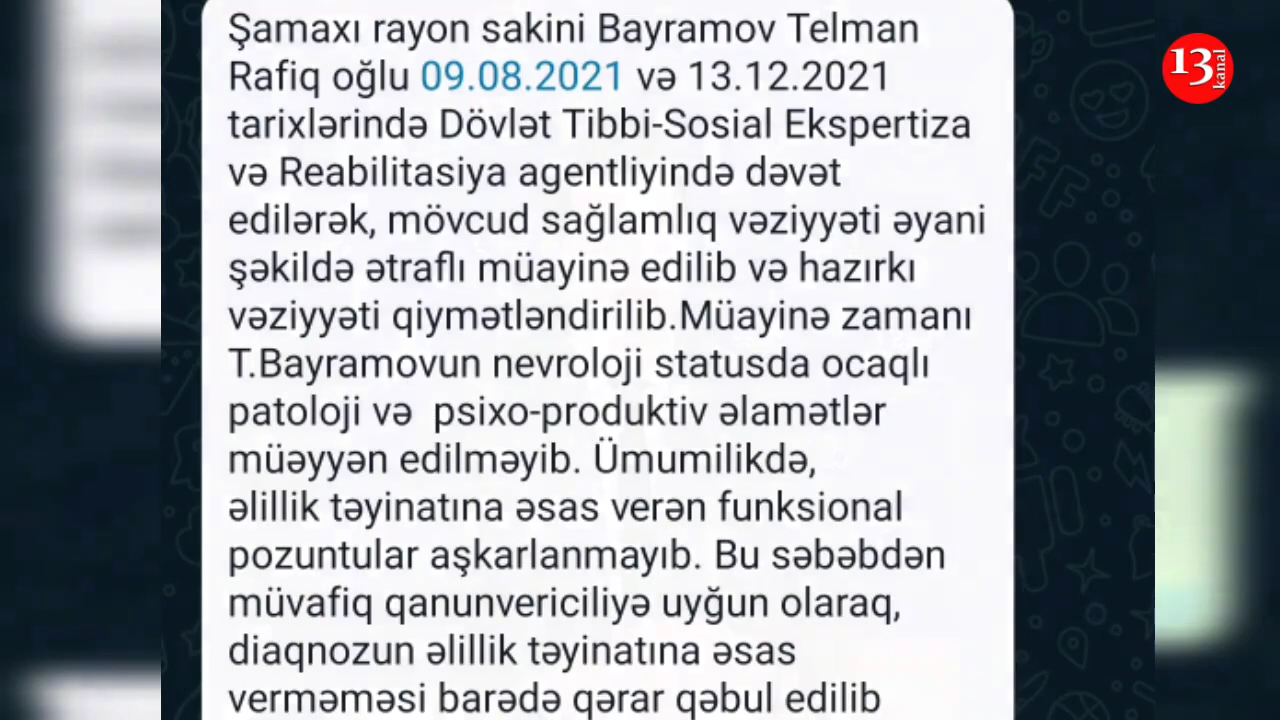 Şamaxı rayon sakini Bayramov Telman
Rafiq oğlu 09.08.2021 və 13.12.2021
tarixlərində Dövlət Tibbi-Sosial Ekspertiza
və Reabilitasiya agentliyində dəvət
edilərək, mövcud sağlamlıq vəziyyəti əyani
şəkildə ətraflı müayinə edilib və hazırkı
vəziyyəti qiymətləndirilib.Müayinə zamanı
T.Bayramovun nevroloji statusda ocaqlı
patoloji və  psixo-produktiv əlamətlər
müəyyən edilməyib. Ümumilikdə,
əlillik təyinatına əsas verən funksional
pozuntular aşkarlanmayıb. Bu səbəbdən
müvafiq qanunvericiliyə uyğun olaraq,
diaqnozun əlillik təyinatına əsas
verməməsi barədə qərar qəbul edilib
13 kanal